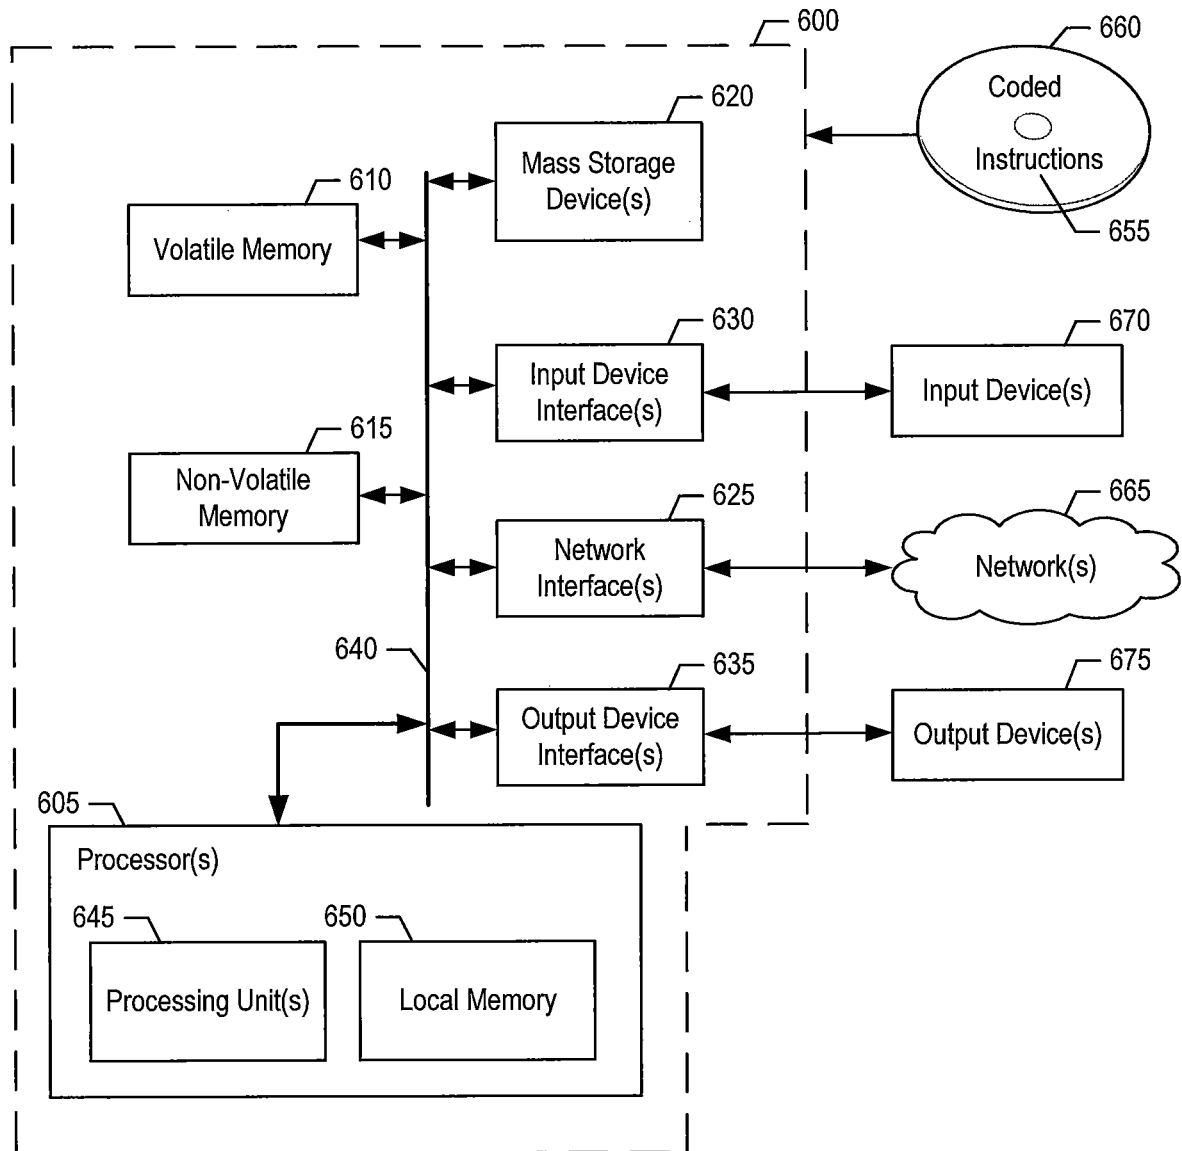 600
660
Coded
Instructions
655
620
Mass Storage
Device(s)
610
Volatile Memory
630
Input Device
Interface(s)
670
Input Device(s)
615
Non-Volatile
Memory
625
Network
Interface(s)
665
Network(s)
640
635
Output Device
Interface(s)
675
Output Device(s)
605
Processor(s)
645
Processing Unit(s)
650
Local Memory